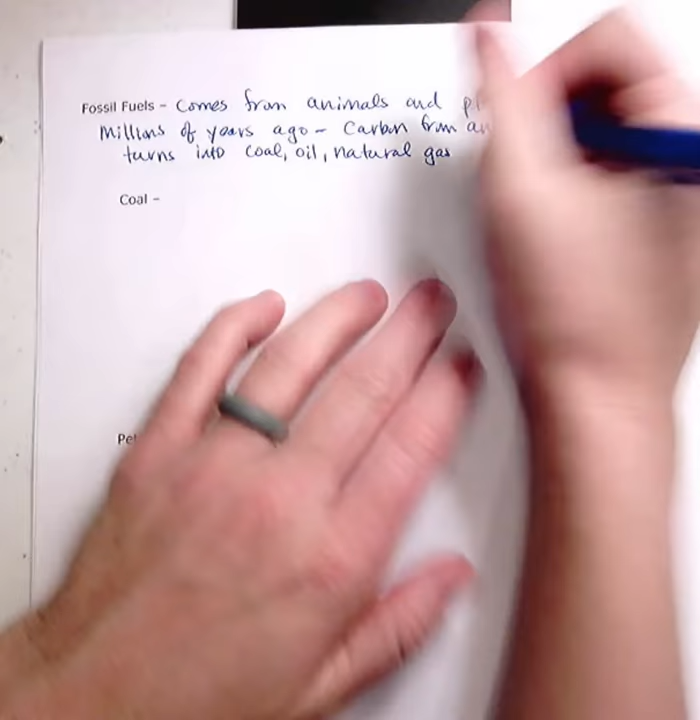 Fossil Fuels - Comes from animals and
Millions of years ago - Carbon from
turns into coal, oil, natural gas
Coal -